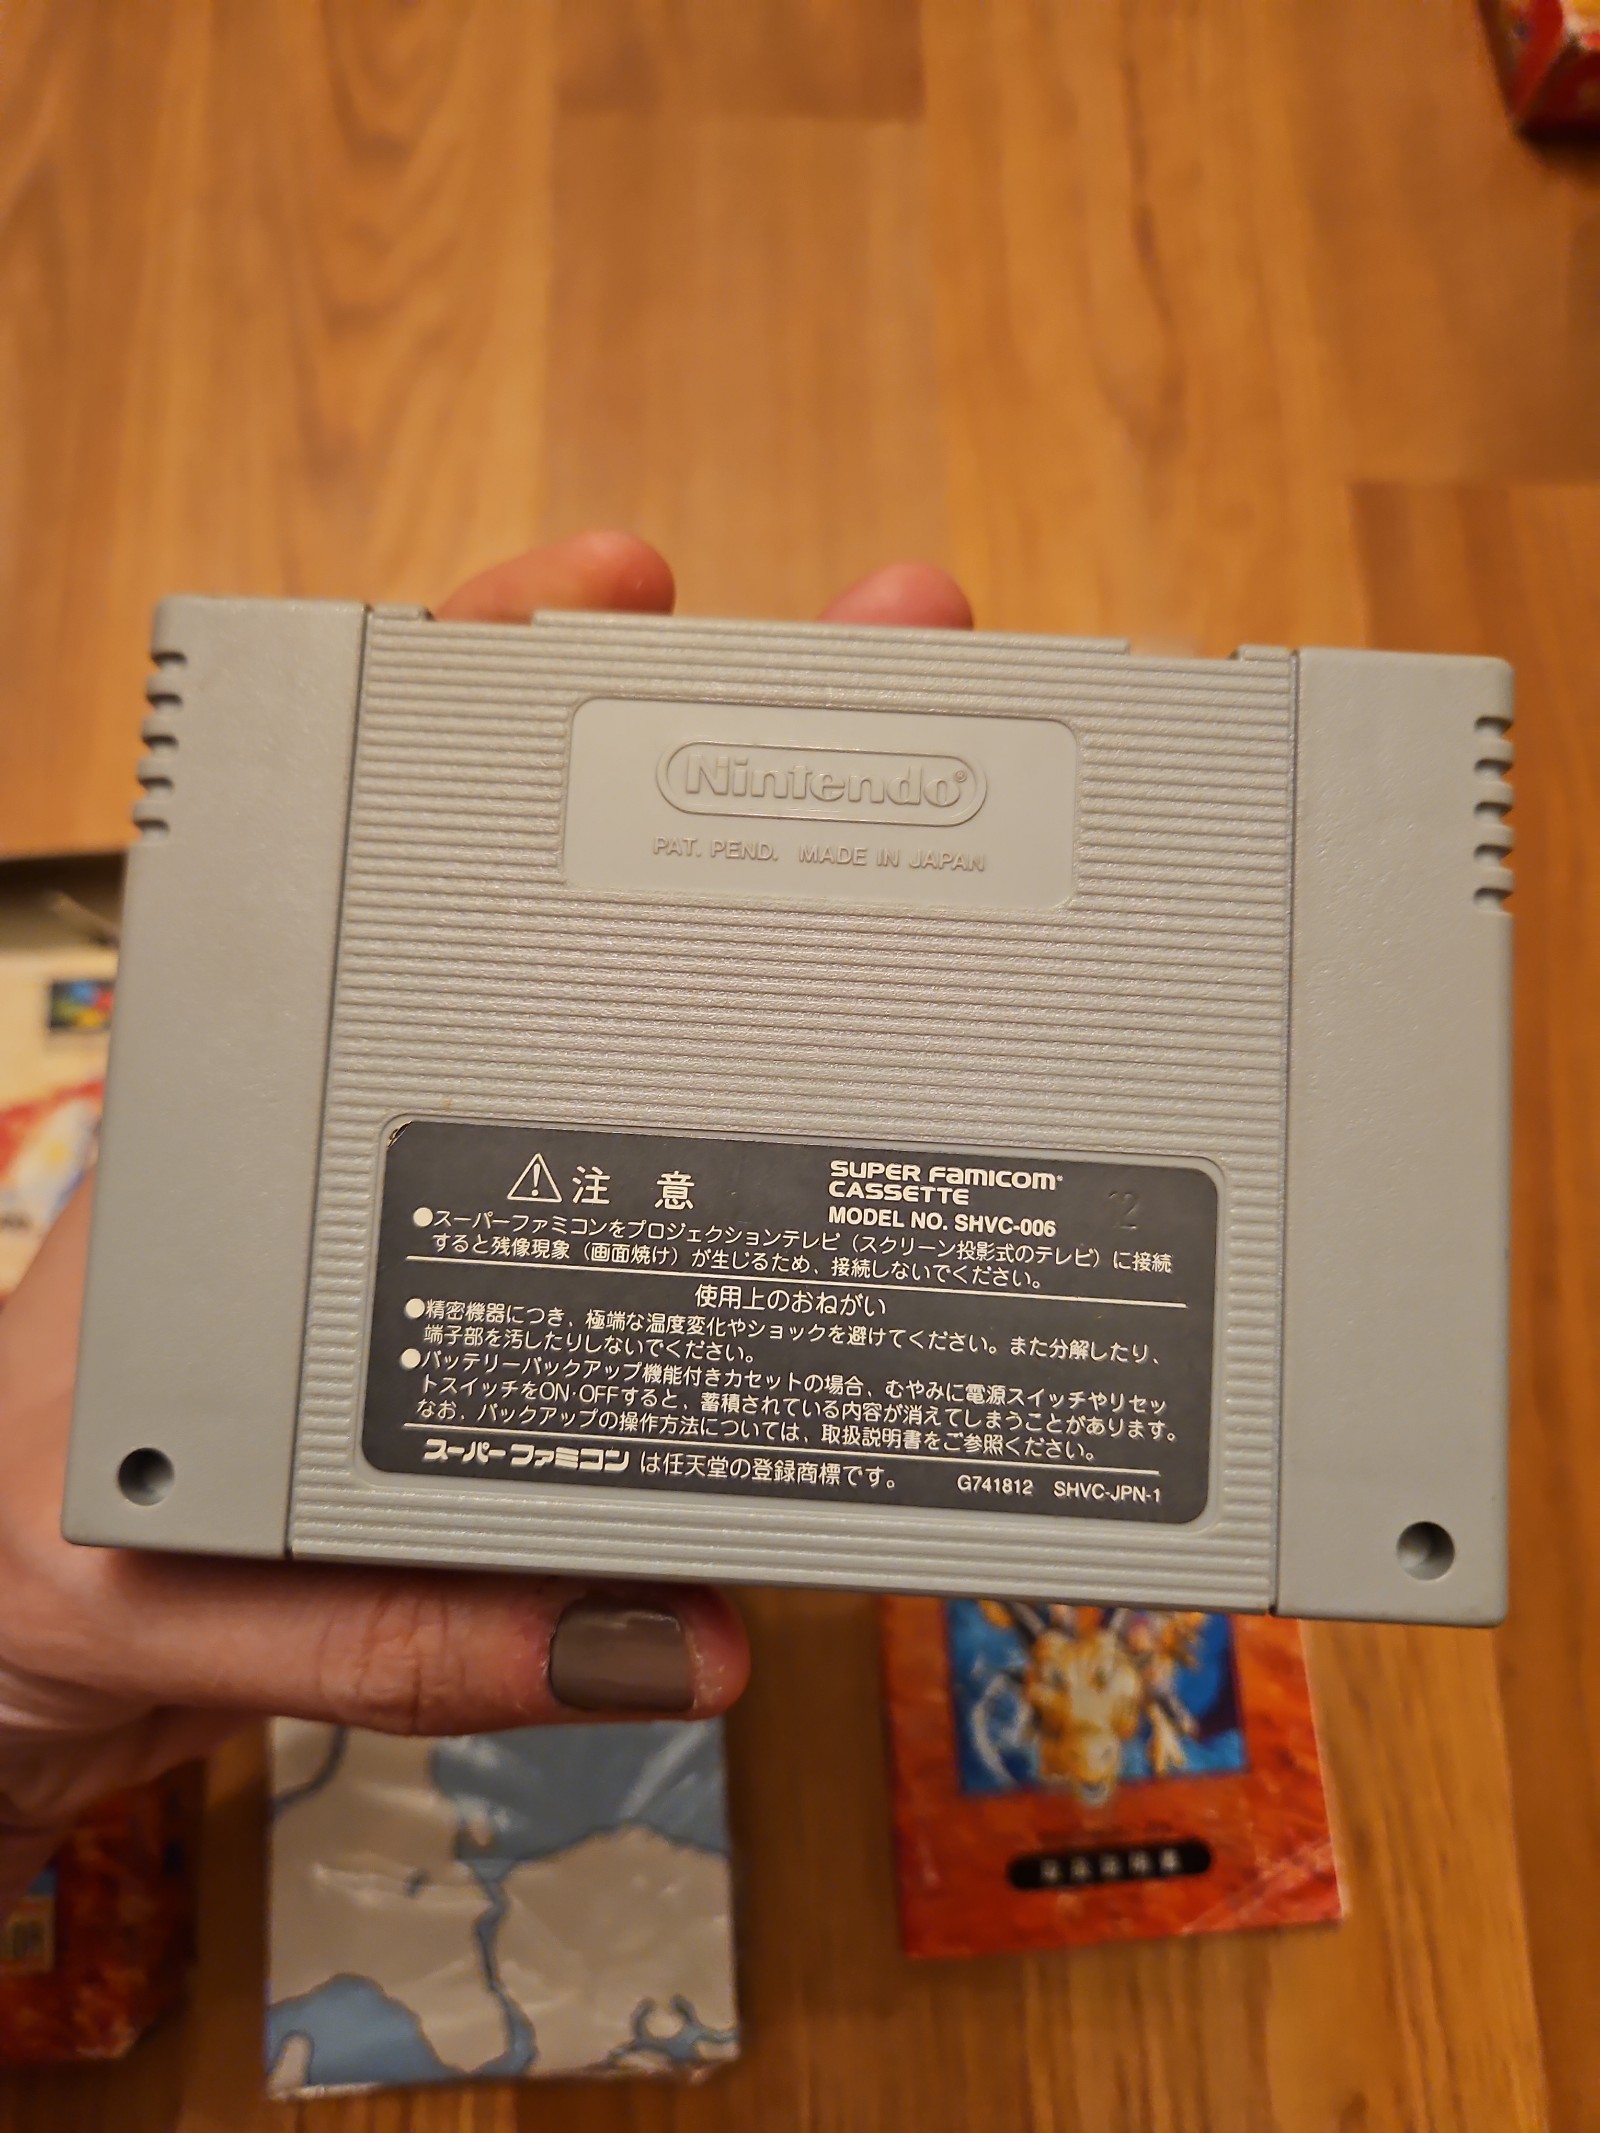 Nintendo®
PAT. PEND. MADE IN JAPAN
⚠注 意
SUPER FAMICOM®
CASSETTE
MODEL NO. SHVC-006
12
●スーパーファミコンをプロジェクションテレビ（スクリーン投影式のテレビ）に接続
すると残像現象（画面焼け）が生じるため、接続しないでください。
使用上のおねがい
●精密機器につき、極端な温度変化やショックを避けてください。また分解したり、
端子部を汚したりしないでください。
●バッテリーバックアップ機能付きカセットの場合、むやみに電源スイッチやリセッ
トスイッチをON·OFFすると、蓄積されている内容が消えてしまうことがあります。
なお、バックアップの操作方法については、取扱説明書をご参照ください。
スーパーファミコン は任天堂の登録商標です。 G741812 SHVC-JPN-1